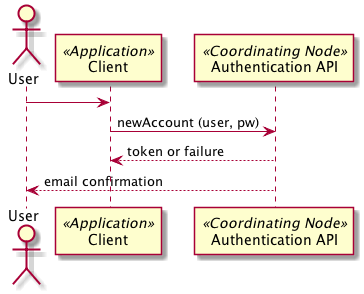 «Application»
Client
«Coordinating Node»
Authentication API
User
newAccount (user, pw)
token or failure
email confirmation
User
«Application»
Client
«Coordinating Node»
Authentication API